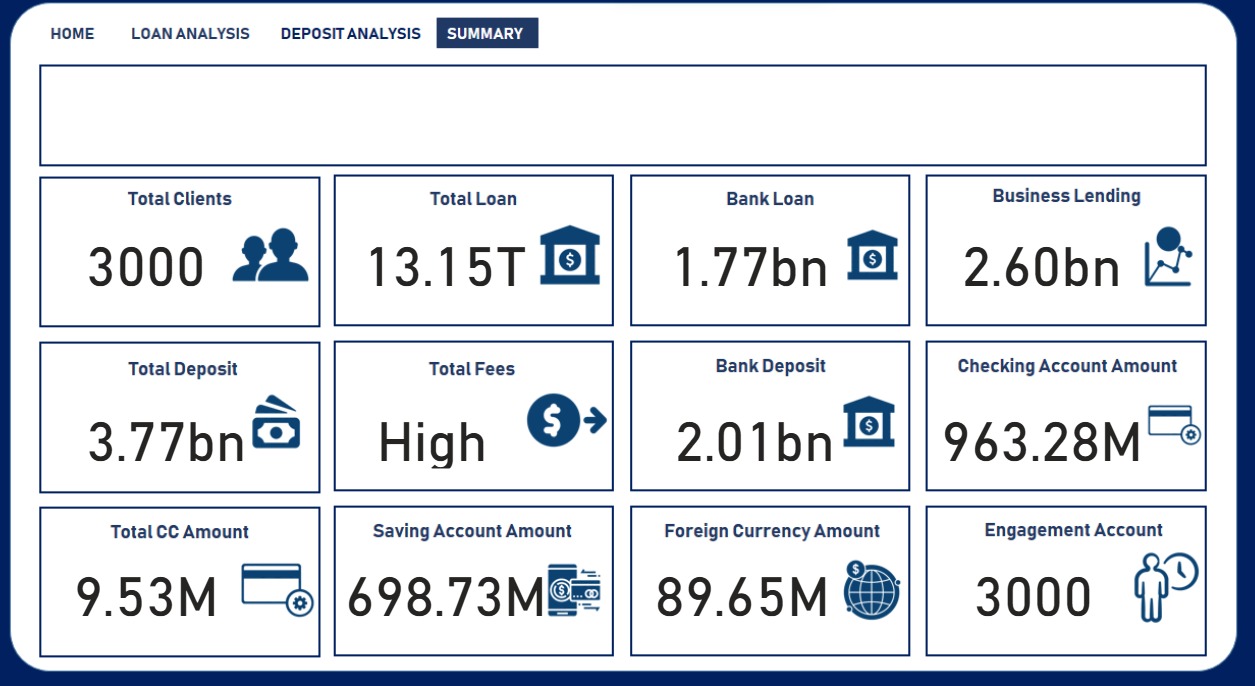 HOME LOAN ANALYSIS DEPOSIT ANALYSIS SUMMARY
Total Clients
3000
Total Loan
13.15T
$
Bank Loan
1.77bn
$
Business Lending
2.60bn
Total Deposit
3.77bn
Total Fees
High
$
Bank Deposit
2.01bn
$
Checking Account Amount
963.28M
Total CC Amount
9.53M
Saving Account Amount
698.73M
$
Foreign Currency Amount
89.65M
$
Engagement Account
3000